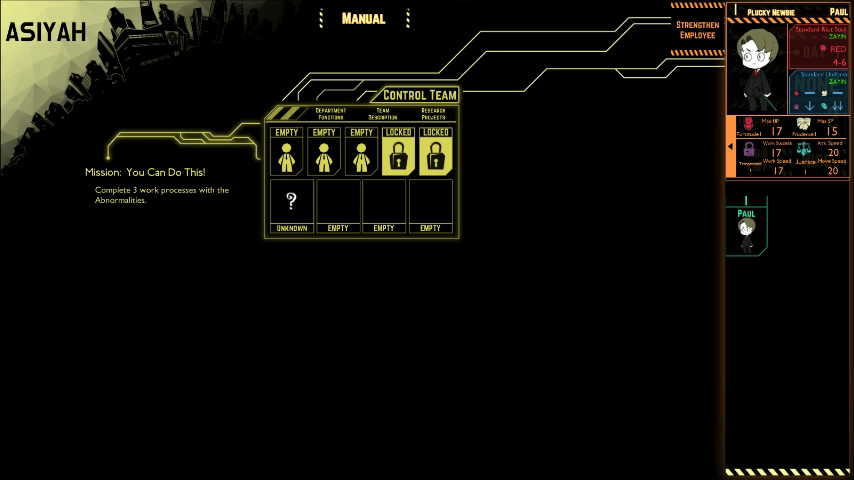 ASIYAH
MANUAL
STRENGTHEN
EMPLOYEE
PLUCKY NEWBIE PAUL
Standard Riot Stick
ZAYIN
RED
4-6
Standard Uniform
ZAYIN
CONTROL TEAM
DEPARTMENT
FUNCTIONS
TEAM
DESCRIPTION
RESEARCH
PROJECTS
EMPTY EMPTY EMPTY LOCKED LOCKED
Max HP
17
Max SP
15
Fortitude I
Prudence I
Work Success
17
Atk Speed
20
Work Speed
17
Justice
I
Move Speed
20
Mission: You Can Do This!
Complete 3 work processes with the
Abnormalities.
UNKNOWN EMPTY EMPTY EMPTY
PAUL